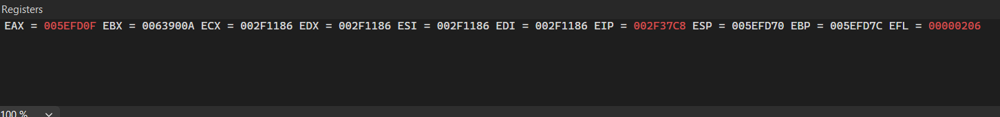 Registers
EAX = 005EFD0F EBX = 0063900A ECX = 002F1186 EDX = 002F1186 ESI = 002F1186 EDI = 002F1186 EIP = 002F37C8 ESP = 005EFD70 EBP = 005EFD7C EFL = 00000206
100 %